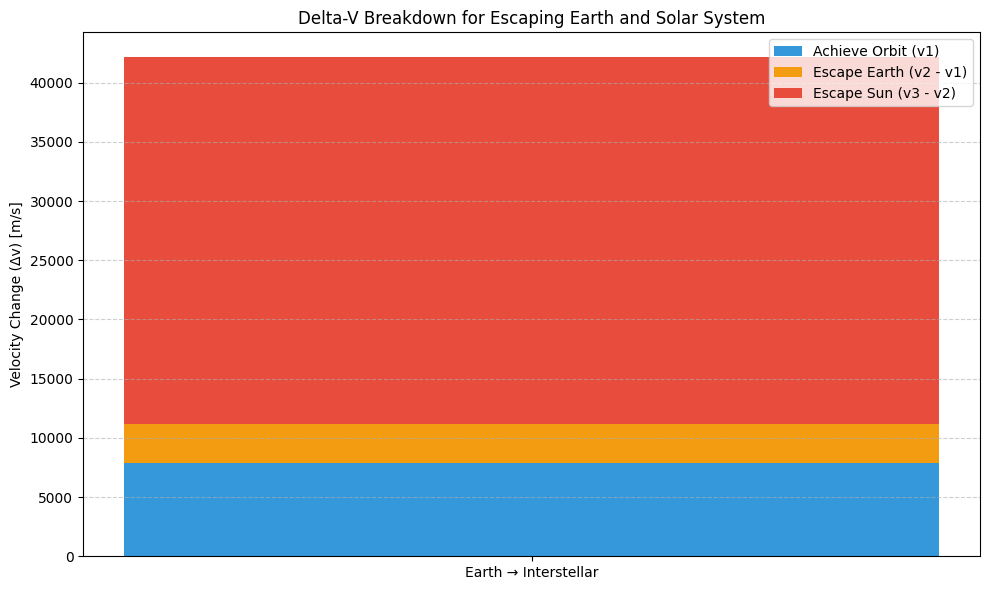 Delta-V Breakdown for Escaping Earth and Solar System
Achieve Orbit (v1)
Escape Earth (v2 - v1)
Escape Sun (v3 - v2)
Velocity Change (Δv) [m/s]
40000
35000
30000
25000
20000
15000
10000
5000
0
Earth → Interstellar